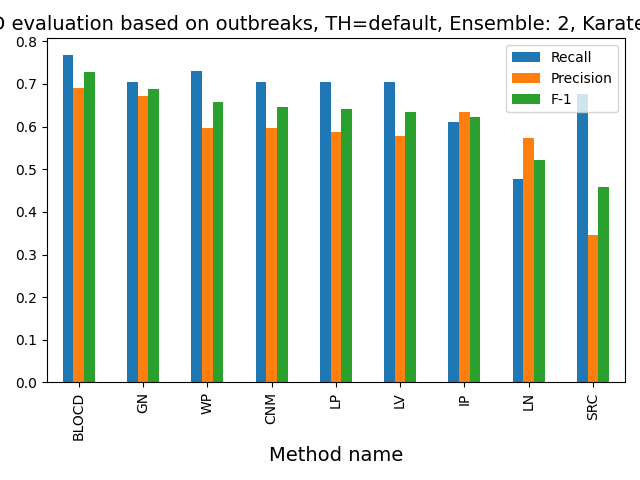 evaluation based on outbreaks, TH=default, Ensemble: 2, Karate
0.8
0.7
0.6
0.5
0.4
0.3
0.2
0.1
0.0
Recall
Precision
F-1
BLOCD
GN
WP
CNM
LP
LV
IP
LN
SRC
Method name